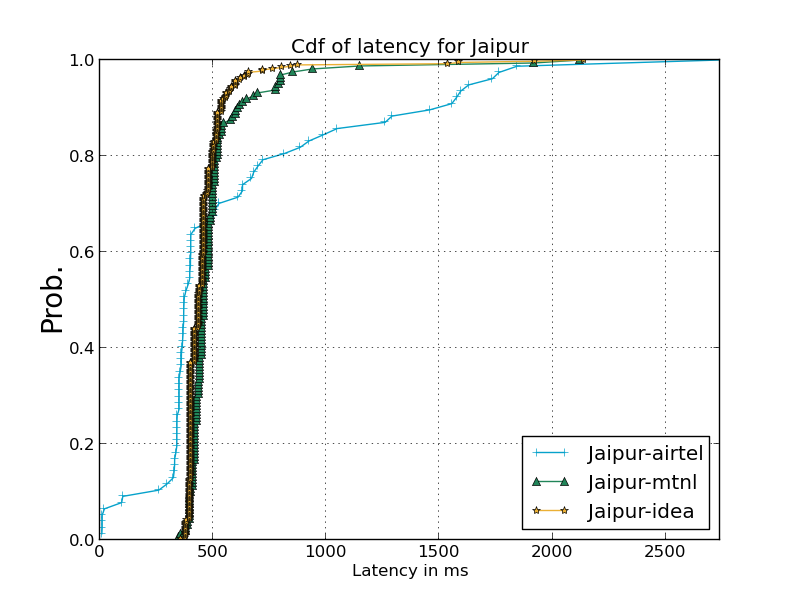 Cdf of latency for Jaipur
1.0
0.8
0.6
0.4
0.2
0.0
Prob.
0
500
1000
1500
2000
2500
Latency in ms
Jaipur-airtel
Jaipur-mtnl
Jaipur-idea